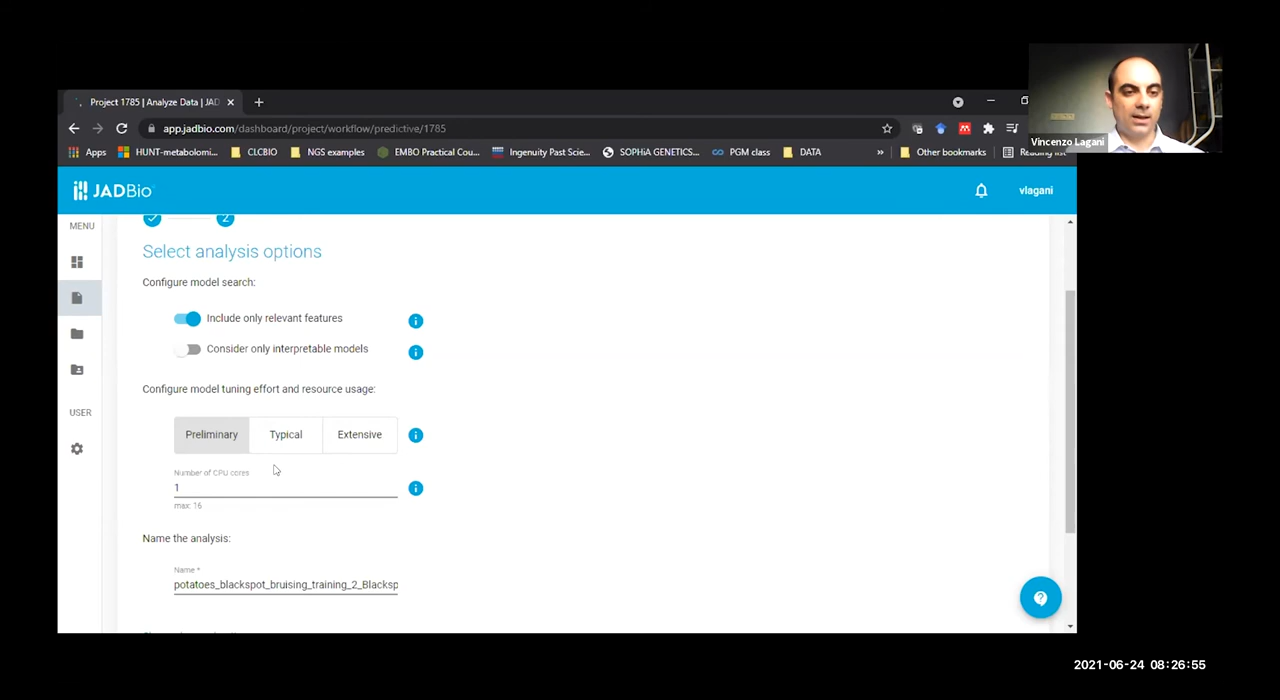 Project 1785 | Analyze Data | JAD
app.jadbio.com/dashboard/project/workflow/predictive/1785
Apps HUNT-metabolomi... CLCBIO NGS examples EMBO Practical Cou... Ingenuity Past Scie... SOPHiA GENETICS... PGM class DATA » Other bookmarks Reading list
Vincenzo Lagani
JADBio
vlagani
MENU
2
Select analysis options
Configure model search:
Include only relevant features
Consider only interpretable models
Configure model tuning effort and resource usage:
USER
Preliminary Typical Extensive
Number of CPU cores
1
max: 16
Name the analysis:
Name *
potatoes_blackspot_bruising_training_2_Blacksp
2021-06-24 08:26:55